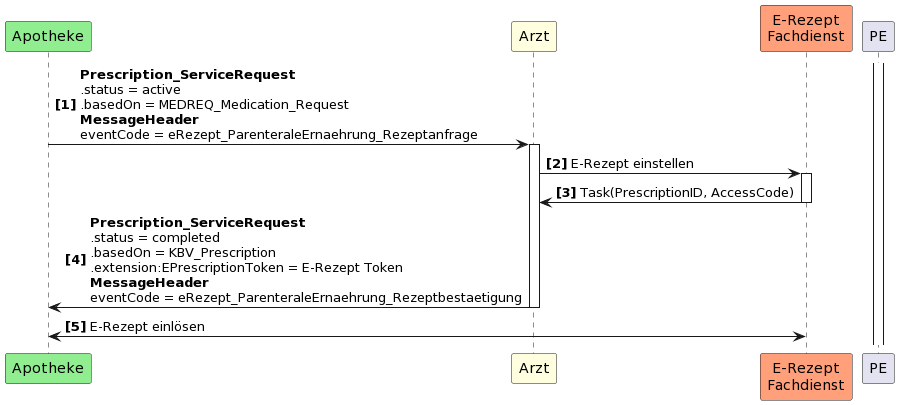 Apotheke
Arzt
E-Rezept
Fachdienst
PE
Prescription_ServiceRequest
.status = active
[1] .basedOn = MEDREQ_Medication_Request
MessageHeader
eventCode = eRezept_ParenteraleErnaehrung_Rezeptanfrage
[2] E-Rezept einstellen
[3] Task(PrescriptionID, AccessCode)
Prescription_ServiceRequest
.status = completed
.basedOn = KBV_Prescription
[4] .extension:EPrescriptionToken = E-Rezept Token
MessageHeader
eventCode = eRezept_ParenteraleErnaehrung_Rezeptbestaetigung
[5] E-Rezept einlösen
Apotheke
Arzt
E-Rezept
Fachdienst
PE